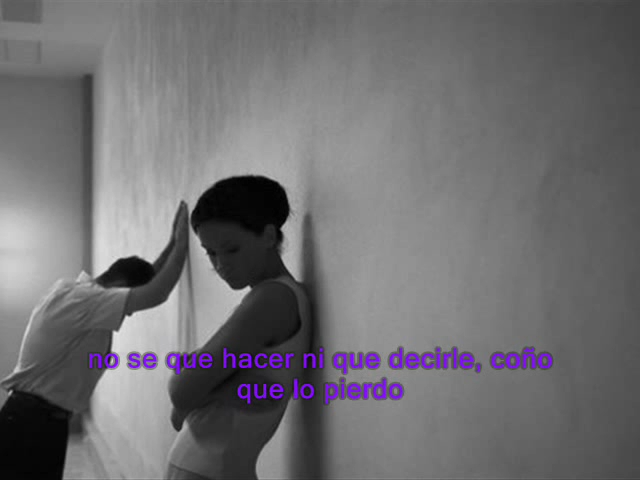 no se que hacer ni que decirle, coño
que lo pierdo